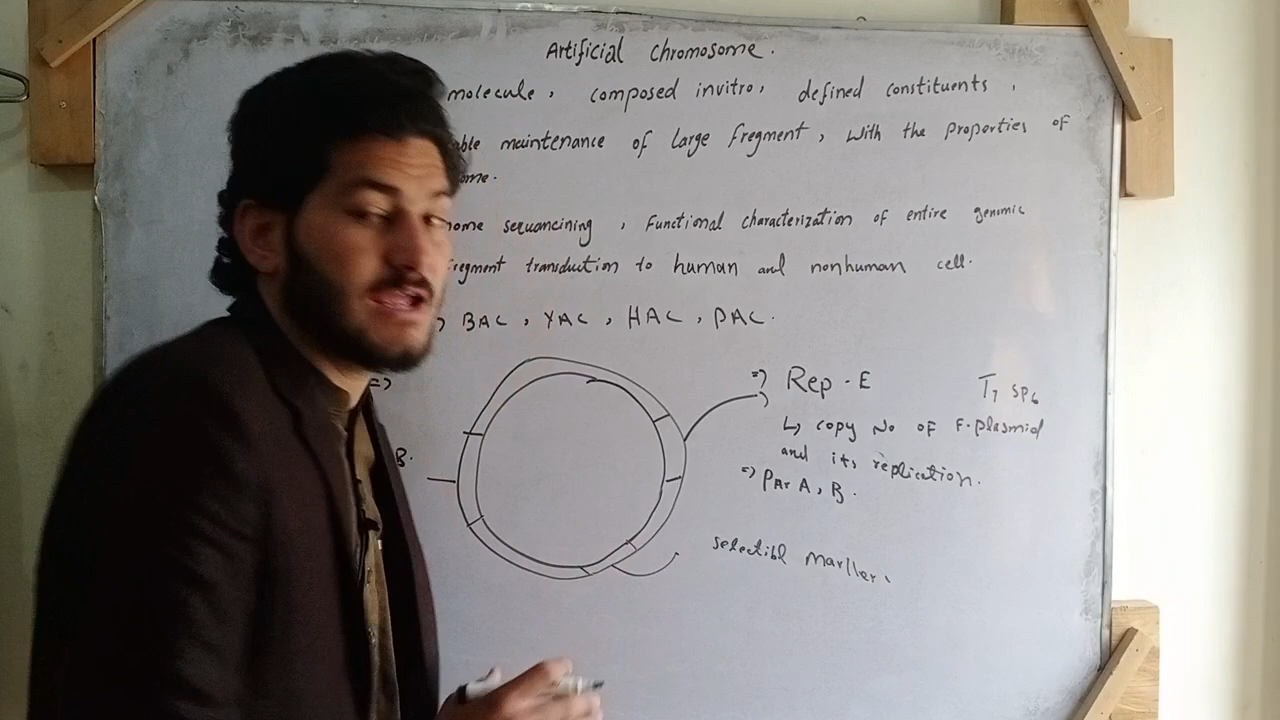 Artificial chromosome.
molecule, composed invitro, defined constituents,
able maintenance of large fregment, with the properties of
ome.
nome sequancining, Functional characterization of entire genomic
fregment transduction to human and nonhuman cell.
BAC, YAC, HAC, PAC.
=> Rep-E
T7 SP6
=>
↳ copy No of F-plasmid
and its replication.
B.
=> Par A, B.
selectibl Marller.